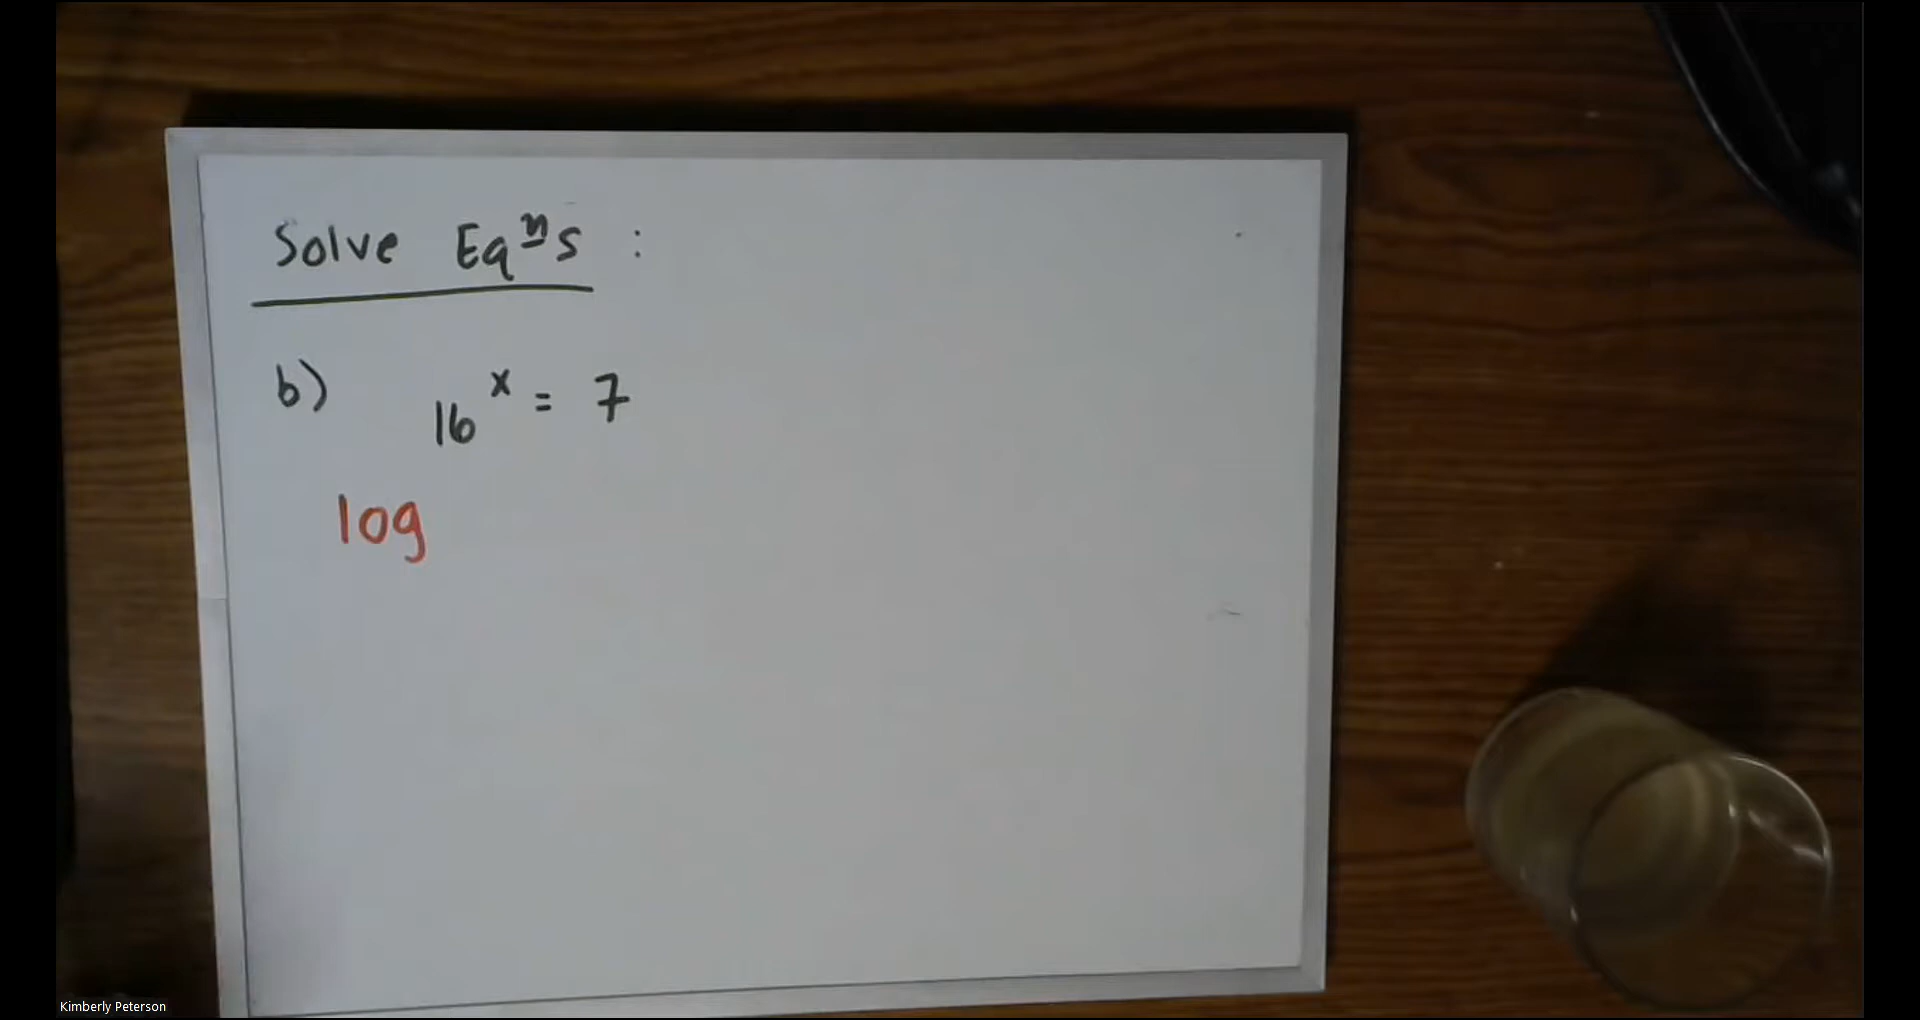 Solve Eqⁿs :
b) 16ˣ = 7
log
Kimberly Peterson